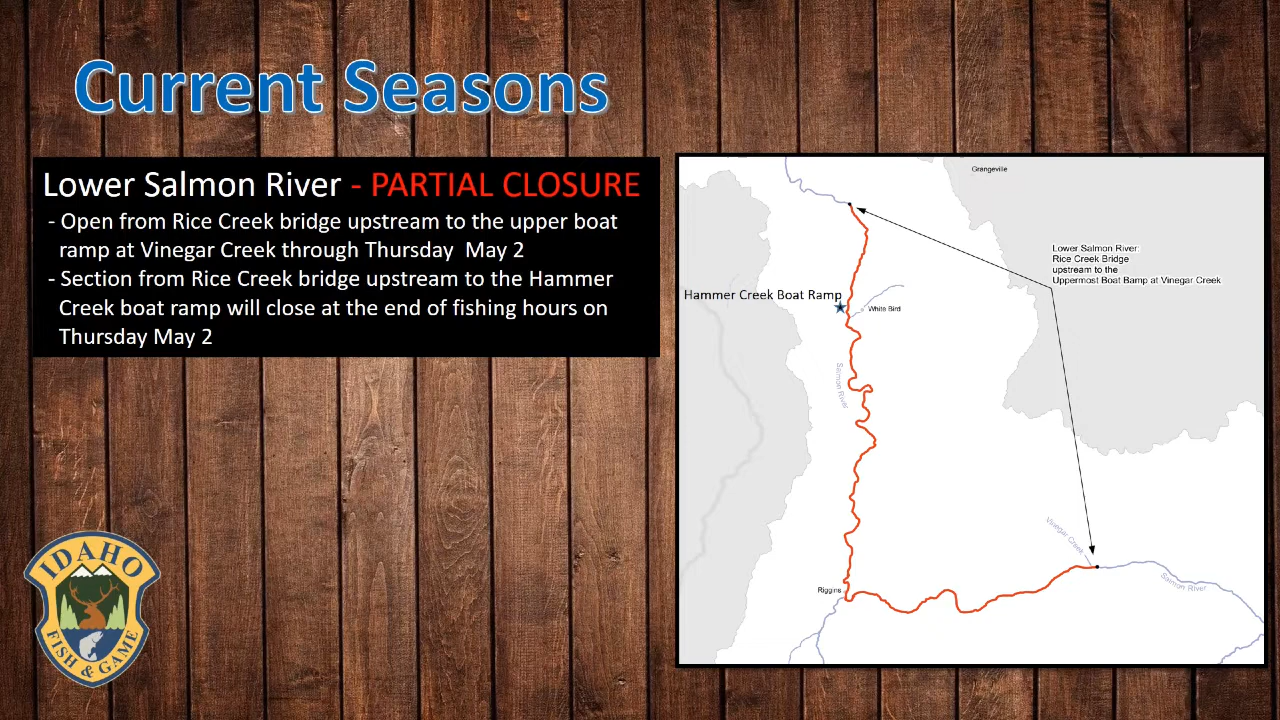 Current Seasons
Lower Salmon River - PARTIAL CLOSURE
- Open from Rice Creek bridge upstream to the upper boat
ramp at Vinegar Creek through Thursday May 2
- Section from Rice Creek bridge upstream to the Hammer
Creek boat ramp will close at the end of fishing hours on
Thursday May 2
Grangeville
Lower Salmon River:
Rice Creek Bridge
upstream to the
Uppermost Boat Bamp at Vinegar Creek
Hammer Creek Boat Ramp
White Bird
Salmon River
Vinegar Creek
Salmon River
Riggins
IDAHO
FISH & GAME